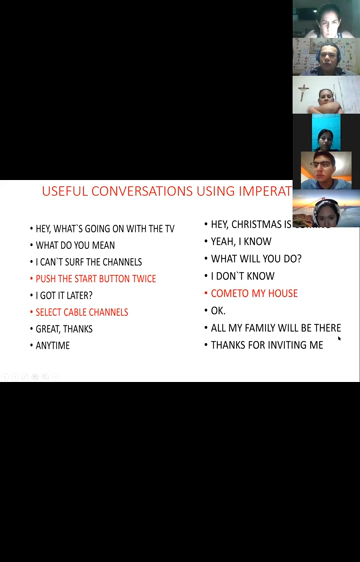 USEFUL CONVERSATIONS USING IMPERAT
• HEY, WHAT´S GOING ON WITH THE TV
• WHAT DO YOU MEAN
• I CAN´T SURF THE CHANNELS
• PUSH THE START BUTTON TWICE
• I GOT IT LATER?
• SELECT CABLE CHANNELS
• GREAT, THANKS
• ANYTIME
• HEY, CHRISTMAS IS
• YEAH, I KNOW
• WHAT WILL YOU DO?
• I DON´T KNOW
• COMETO MY HOUSE
• OK.
• ALL MY FAMILY WILL BE THERE
• THANKS FOR INVITING ME